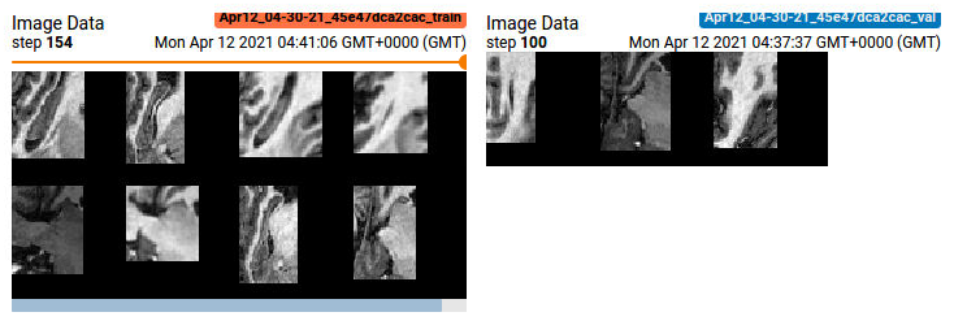 Apr12_04-30-21_45e47dca2cac_train
Image Data
step 154
Mon Apr 12 2021 04:41:06 GMT+0000 (GMT)
Apr12_04-30-21_45e47dca2cac_val
Image Data
step 100
Mon Apr 12 2021 04:37:37 GMT+0000 (GMT)